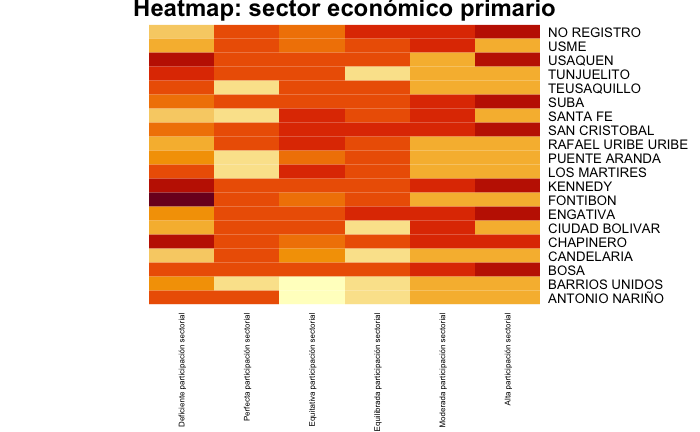 Heatmap: sector económico primario
NO REGISTRO
USME
USAQUEN
TUNJUELITO
TEUSAQUILLO
SUBA
SANTA FE
SAN CRISTOBAL
RAFAEL URIBE URIBE
PUENTE ARANDA
LOS MARTIRES
KENNEDY
FONTIBON
ENGATIVA
CIUDAD BOLIVAR
CHAPINERO
CANDELARIA
BOSA
BARRIOS UNIDOS
ANTONIO NARIÑO
Deficiente participación sectorial
Perfecta participación sectorial
Equitativa participación sectorial
Equilibrada participación sectorial
Moderada participación sectorial
Alta participación sectorial